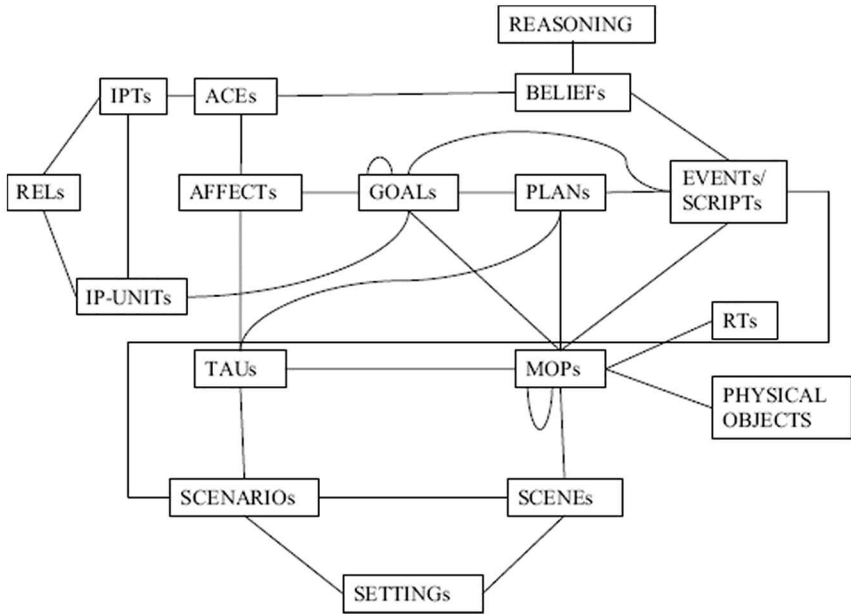 REASONING
IPTs
ACEs
BELIEFs
RELs
AFFECTs
GOALs
PLANs
EVENTs/
SCRIPTs
IP-UNITs
RTs
TAUs
MOPs
PHYSICAL
OBJECTS
SCENARIOs
SCENEs
SETTINGs